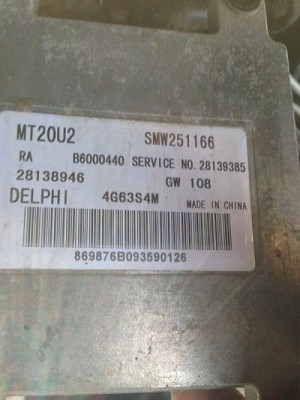 MT20U2 SMW251166
RA B6000440 SERVICE NO. 28139385
28138946 GW 108
DELPHI 4G63S4M MADE IN CHINA
869876B093590126